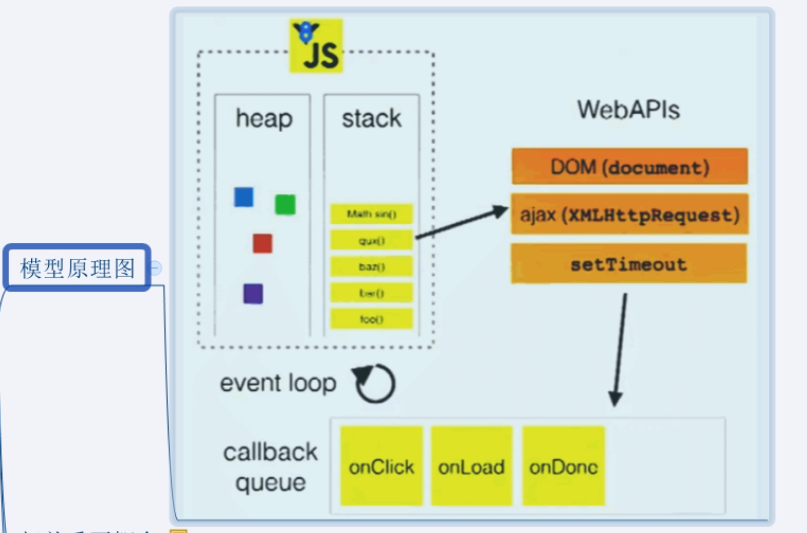 JS
heap
stack
WebAPIs
DOM (document)
ajax (XMLHttpRequest)
setTimeout
Math sin()
qux()
baz()
bar()
foo()
模型原理图
event loop
callback
queue
onClick
onLoad
onDone